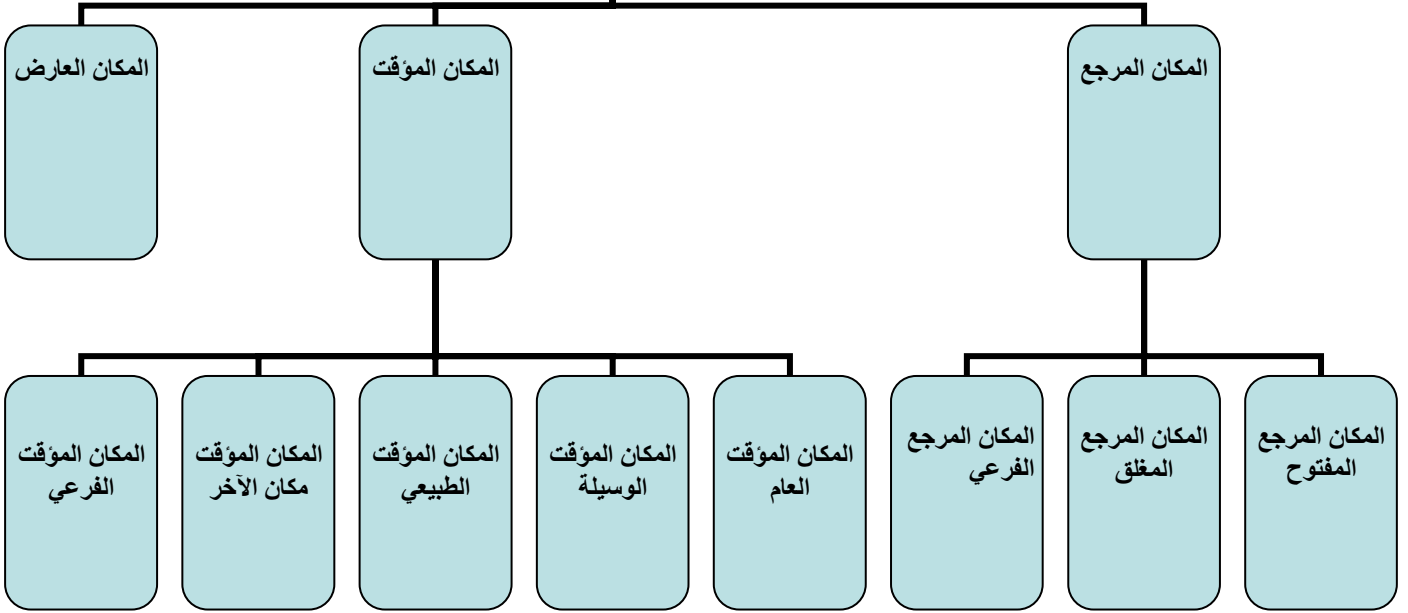 المكان المرجع
المكان المؤقت
المكان العارض
المكان المرجع
المفتوح
المكان المرجع
المغلق
المكان المرجع
الفرعي
المكان المؤقت
العام
المكان المؤقت
الوسيلة
المكان المؤقت
الطبيعي
المكان المؤقت
مكان الآخر
المكان المؤقت
الفرعي